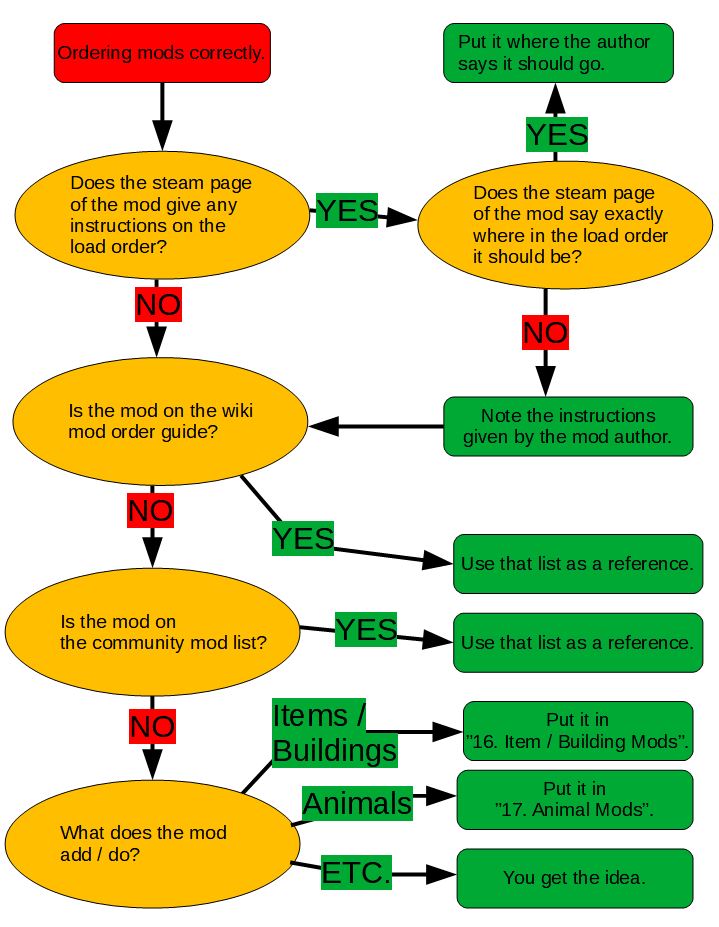 Ordering mods correctly.
Put it where the author
says it should go.
YES
Does the steam page
of the mod give any
instructions on the
load order?
YES
Does the steam page
of the mod say exactly
where in the load order
it should be?
NO
NO
Is the mod on the wiki
mod order guide?
Note the instructions
given by the mod author.
NO
YES
Use that list as a reference.
Is the mod on
the community mod list?
YES
Use that list as a reference.
NO
Items /
Buildings
Put it in
”16. Item / Building Mods”.
What does the mod
add / do?
Animals
Put it in
”17. Animal Mods”.
ETC.
You get the idea.